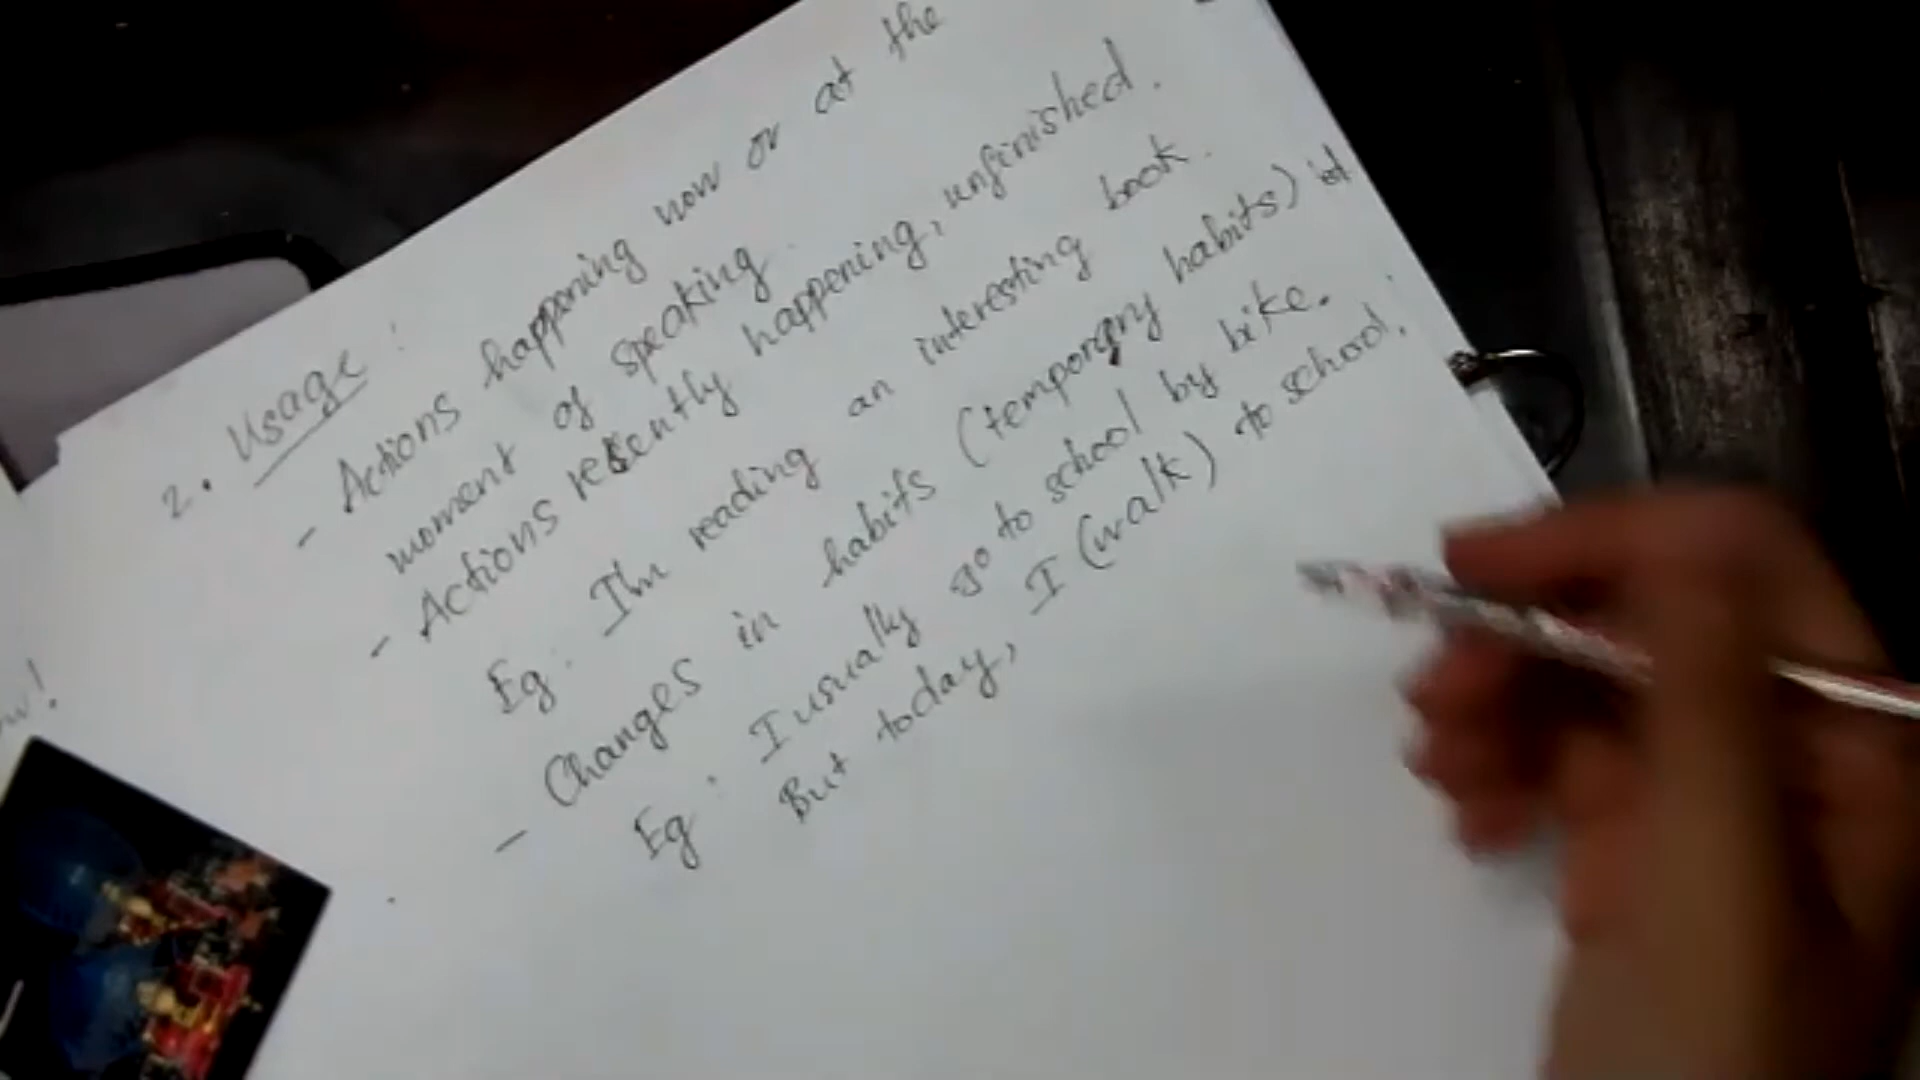 2. Usage:
- Actions happening now or at the
moment of speaking.
- Actions recently happening, unfinished.
Eg: I'm reading an interesting book.
- Changes in habits (temporary habits)
Eg: I usually go to school by bike.
But today, I (walk) to school.